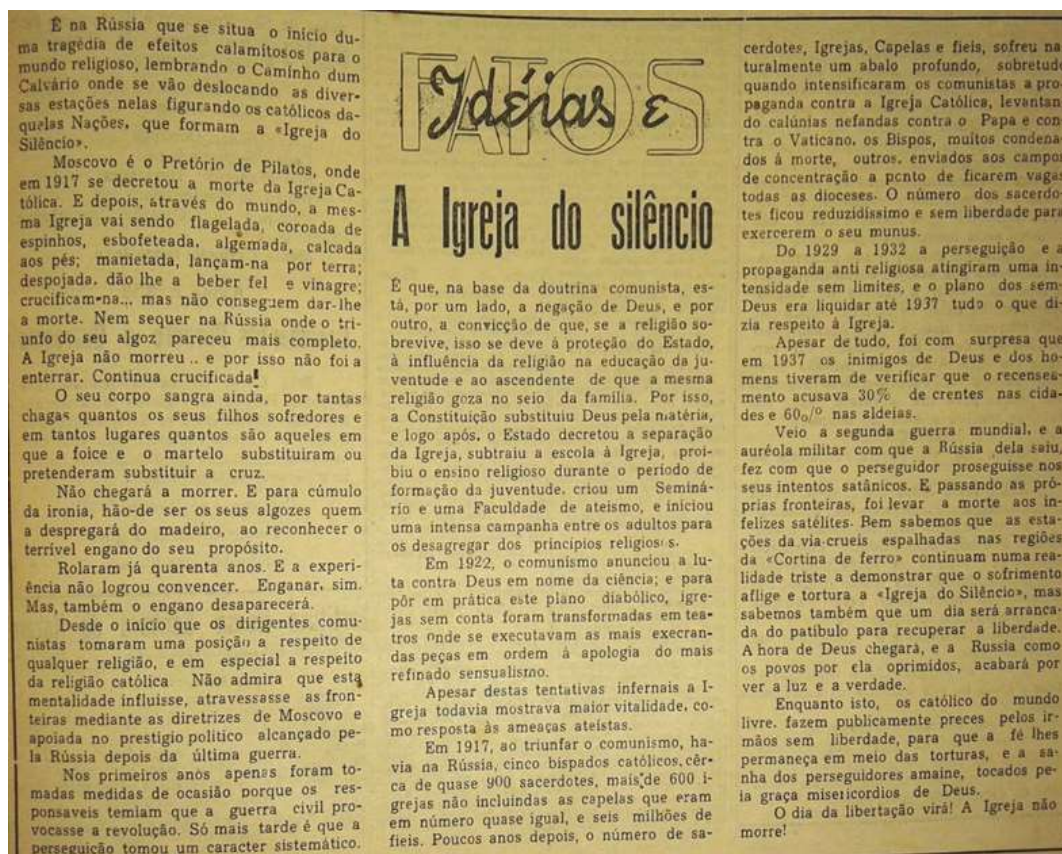 É na Rússia que se situa o início du-
ma tragédia de efeitos calamitosos para o
mundo religioso, lembrando o Caminho dum
Calvário onde se vão deslocando as diver-
sas estações nelas figurando os católicos da-
quelas Nações, que formam a «Igreja do
Silêncio».
Moscovo é o Pretório de Pilatos, onde
em 1917 se decretou a morte da Igreja Ca-
tólica. E depois, através do mundo, a mes-
ma Igreja vai sendo flagelada, coroada de
espinhos, esbofeteada, algemada, calcada
aos pés; manietada, lançam-na por terra;
despojada, dão lhe a beber fel e vinagre;
crucificam-na... mas não conseguem dar-lhe
a morte. Nem sequer na Rússia onde o tri-
unfo do seu algoz pareceu mais completo.
A Igreja não morreu .. e por isso não foi a
enterrar. Continua crucificada!
O seu corpo sangra ainda, por tantas
chagas quantos os seus filhos sofredores e
em tantos lugares quantos são aqueles em
que a foice e o martelo substituiram ou
pretenderam substituir a cruz.
Não chegará a morrer. E para cúmulo
da ironia, hão-de ser os seus algozes quem
a despregará do madeiro, ao reconhecer o
terrivel engano do seu propósito.
Rolaram já quarenta anos. E a experi-
ência não logrou convencer. Enganar, sim.
Mas, também o engano desaparecerá.
Desde o início que os dirigentes comu-
nistas tomaram uma posição a respeito de
qualquer religião, e em especial a respeito
da religião católica Não admira que esta
mentalidade influisse, atravessasse as fron-
teiras mediante as diretrizes de Moscovo e
apoiada no prestigio politico alcançado pe-
la Rússia depois da última guerra.
Nos primeiros anos apenas foram to-
madas medidas de ocasião porque os res-
ponsaveis temiam que a guerra civil pro-
vocasse a revolução. Só mais tarde é que a
perseguição tomou um caracter sistemático.
FATOS
Idéias e
A Igreja do silêncio
É que, na base da doutrina comunista, es-
tá, por um lado, a negação de Deus, e por
outro, a convicção de que, se a religião so-
brevive, isso se deve á proteção do Estado,
à influência da religião na educação da ju-
ventude e ao ascendente de que a mesma
religião goza no seio da família. Por isso,
a Constituição substituiu Deus pela matéria,
e logo após, o Estado decretou a separação
da Igreja, subtraiu a escola à Igreja, proi-
biu o ensino religioso durante o periodo de
formação da juventude, criou um Seminá-
rio e uma Faculdade de ateismo, e iniciou
uma intensa campanha entre os adultos para
os desagregar dos principios religiosos.
Em 1922, o comunismo anunciou a lu-
ta contra Deus em nome da ciência; e para
pôr em prática este plano diabólico, igre-
jas sem conta foram transformadas em tea-
tros onde se executavam as mais execran-
das peças em ordem á apologia do mais
refinado sensualismo.
Apesar destas tentativas infernais a I-
greja todavia mostrava maior vitalidade, co-
mo resposta às ameaças ateístas.
Em 1917, ao triunfar o comunismo, ha-
via na Rússia, cinco bispados católicos, cêr-
ca de quase 900 sacerdotes, mais de 600 i-
grejas não incluindas as capelas que eram
em número quase igual, e seis milhões de
fieis. Poucos anos depois, o número de sa-
cerdotes, Igrejas, Capelas e fieis, sofreu na
turalmente um abalo profundo, sobretudo
quando intensificaram os comunistas a pro-
paganda contra a Igreja Católica, levantan
do calúnias nefandas contra o Papa e con-
tra o Vaticano. os Bispos, muitos condena-
dos á morte, outros, enviados aos campos
de concentração a ponto de ficarem vagas
todas as dioceses. O número dos sacerdo-
tes ficou reduzidíssimo e sem liberdade para
exercerem o seu munus.
Do 1929 a 1932 a perseguição e a
propaganda anti religiosa atingiram uma in-
tensidade sem limites, e o plano dos sem-
Deus era liquidar até 1937 tudo o que di-
zia respeito à Igreja.
Apesar de tudo, foi com surpresa que
em 1937 os inimigos de Deus e dos ho-
mens tiveram de verificar que o recensea-
mento acusava 30% de crentes nas cida-
des e 60% nas aldeias.
Veio a segunda guerra mundial, e a
auréola militar com que a Rússia dela saiu,
fez com que o perseguidor proseguisse nos
seus intentos satânicos. E passando as pró-
prias fronteiras, foi levar a morte aos in-
felizes satélites. Bem sabemos que as esta-
ções da via-crueis espalhadas nas regiões
da «Cortina de ferro» continuam numa rea-
lidade triste a demonstrar que o sofrimento
aflige e tortura a «Igreja do Silêncio», mas
sabemos também que um dia será arranca-
da do patíbulo para recuperar a liberdade.
A hora de Deus chegará, e a Russia como
os povos por ela oprimidos, acabará por
ver a luz e a verdade.
Enquanto isto, os católico do mundo
livre, fazem publicamente preces pelos ir-
mãos sem liberdade, para que a fé lhes
permaneça em meio das torturas, e a sa-
nha dos perseguidores amaine, tocados pe-
la graça misericordios de Deus.
O dia da libertação virá! A Igreja não
morre!